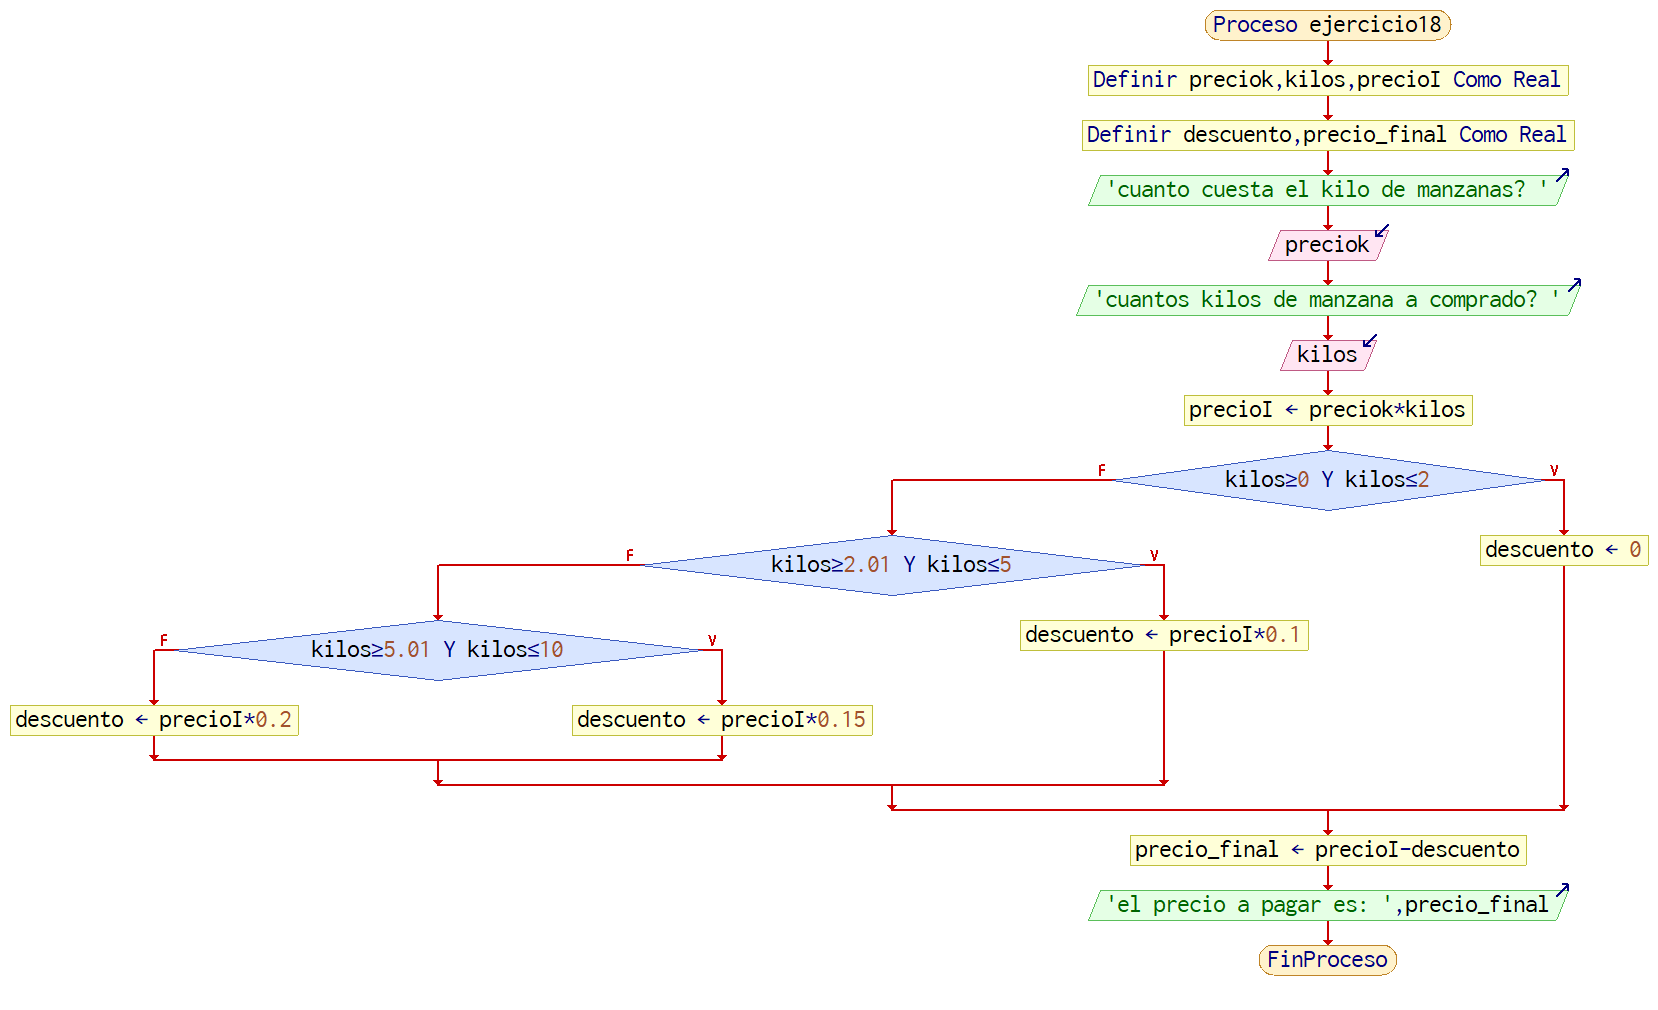 Proceso ejercicio18
Definir preciok,kilos,precioI Como Real
Definir descuento,precio_final Como Real
'cuanto cuesta el kilo de manzanas? '
preciok
'cuantos kilos de manzana a comprado? '
kilos
precioI ← preciok*kilos
F
kilos≥0 Y kilos≤2
V
F
kilos≥2.01 Y kilos≤5
V
descuento ← 0
F
kilos≥5.01 Y kilos≤10
V
descuento ← precioI*0.1
descuento ← precioI*0.2
descuento ← precioI*0.15
precio_final ← precioI-descuento
'el precio a pagar es: ',precio_final
FinProceso